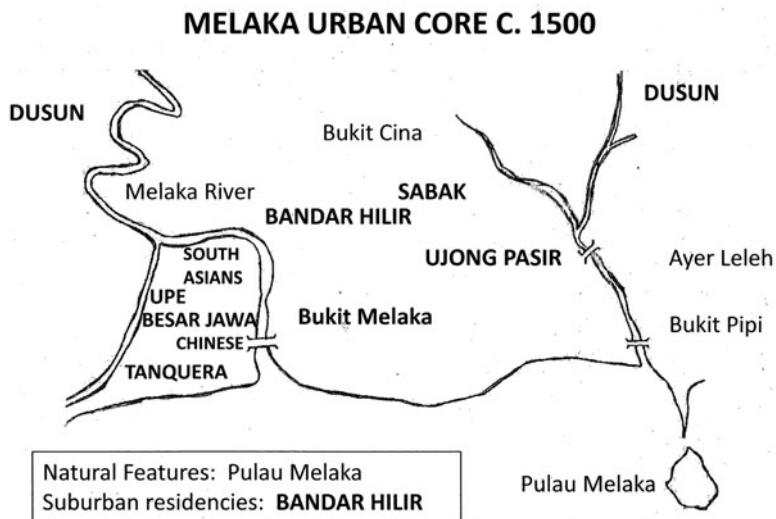 MELAKA URBAN CORE C. 1500
DUSUN
DUSUN
Bukit Cina
Melaka River
SABAK
BANDAR HILIR
SOUTH
ASIANS
UJONG PASIR
Ayer Leleh
UPE
BESAR JAWA
Bukit Melaka
Bukit Pipi
CHINESE
TANQUERA
Natural Features: Pulau Melaka
Suburban residencies: BANDAR HILIR
Pulau Melaka